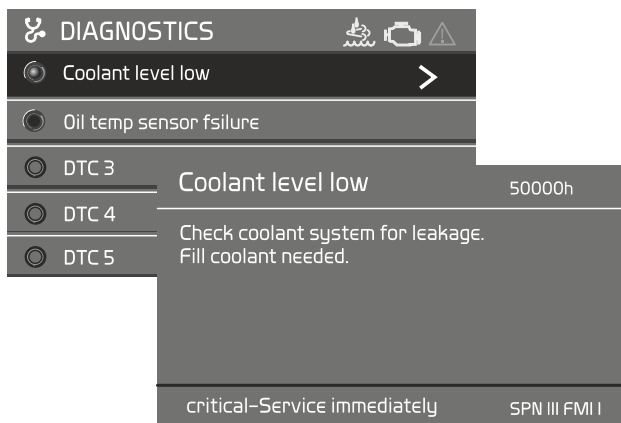 DIAGNOSTICS
Coolant level low
Oil temp sensor fsilure
DTC 3
DTC 4
DTC 5
Coolant level low
50000h
Check coolant system for leakage.
Fill coolant needed.
critical-Service immediately
SPN III FMI I